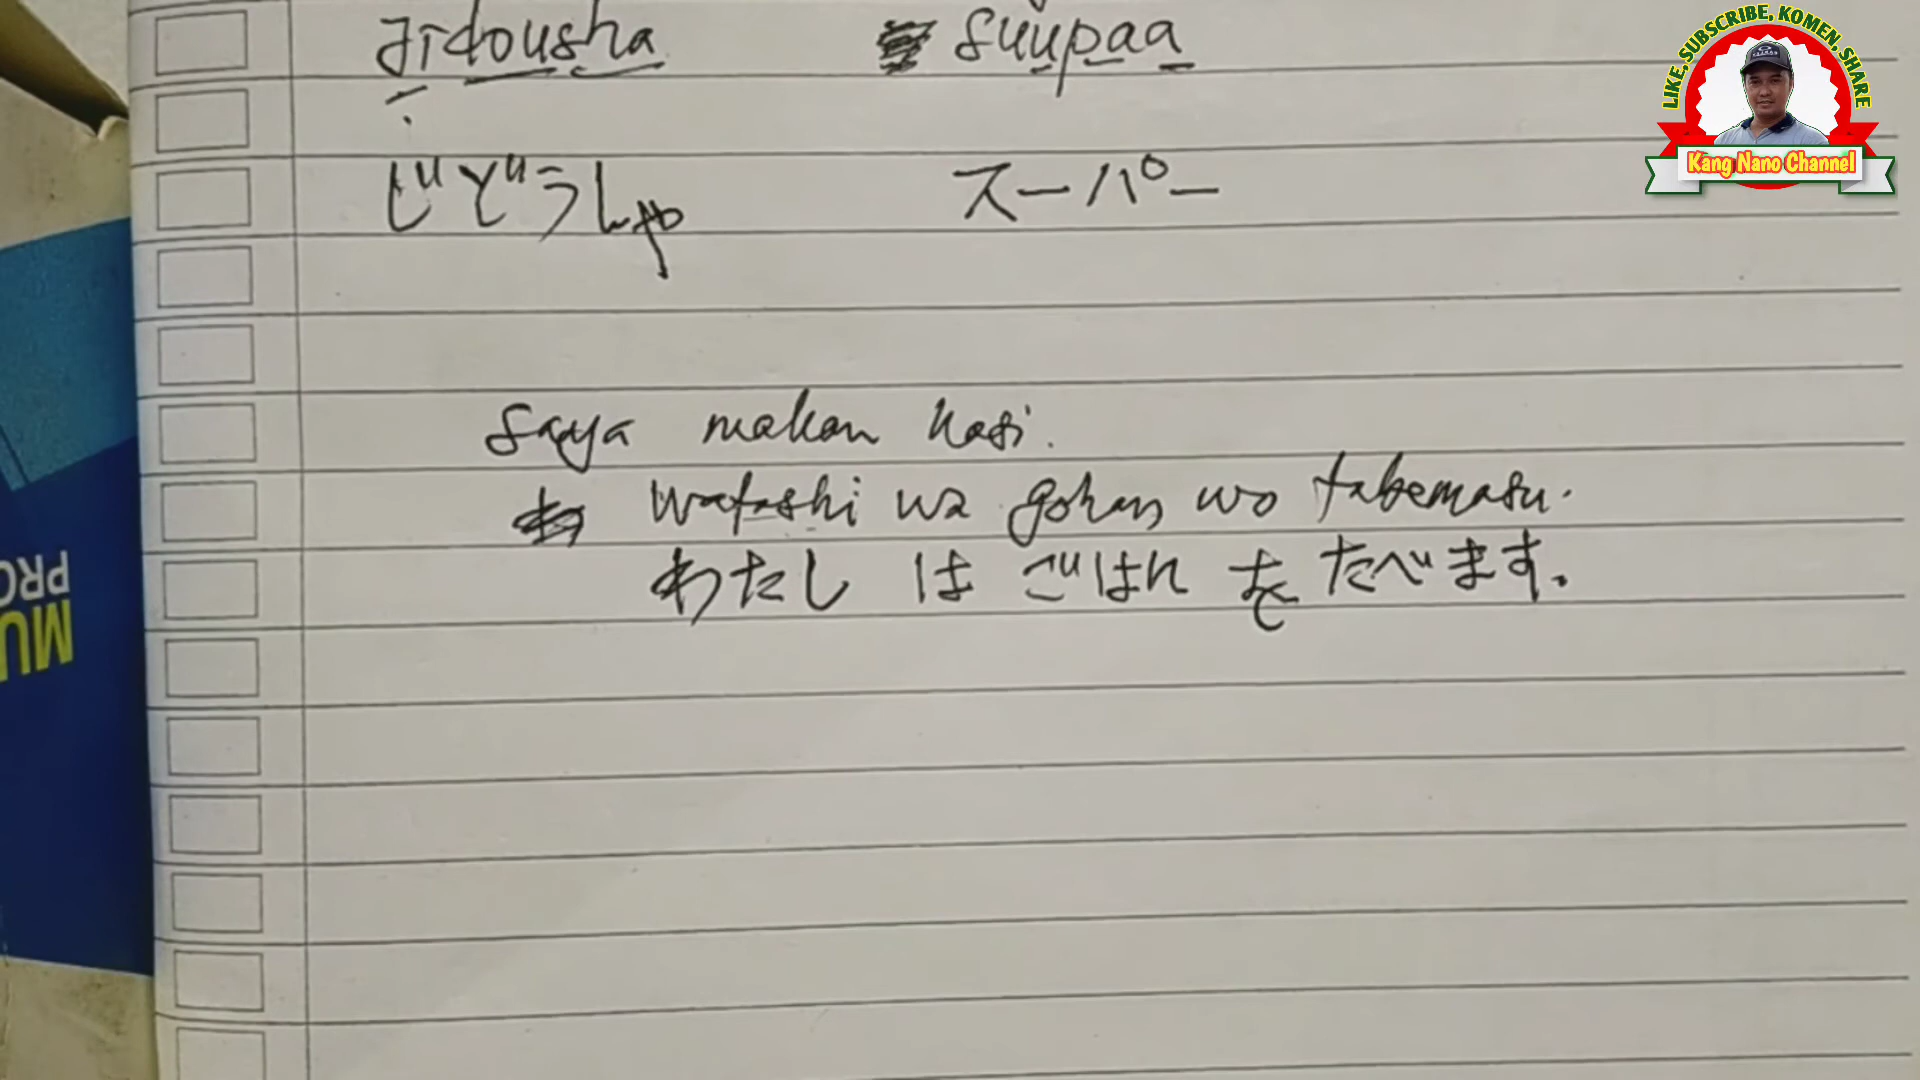 Jidousha suupaa
じどうしゃ スーパー
saya makan nasi.
watashi wa gohan wo tabemasu.
わたし は ごはん を たべます。
LIKE, SUBSCRIBE, KOMEN, SHARE
Kang Nano Channel
PRO
MU